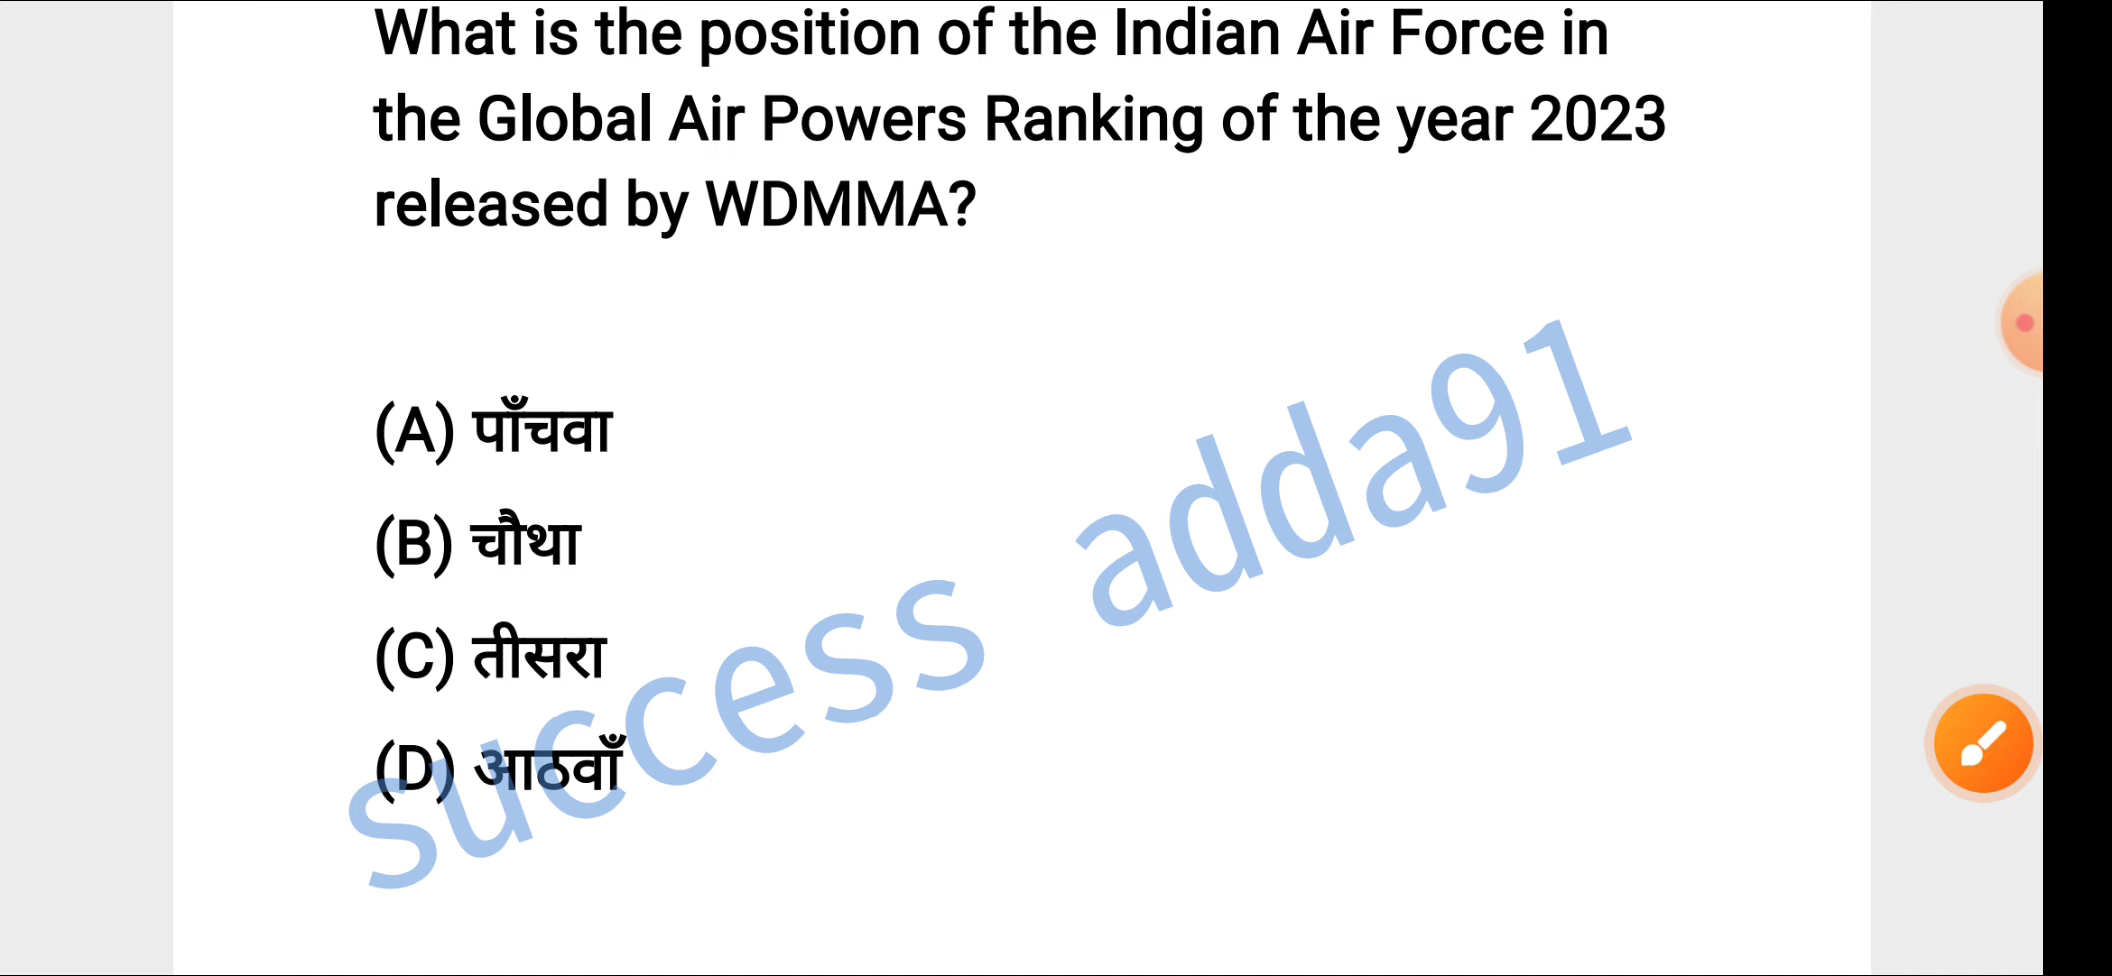 What is the position of the Indian Air Force in
the Global Air Powers Ranking of the year 2023
released by WDMMA?
(A) पाँचवा
(B) चौथा
(C) तीसरा
(D) आठवाँ
success adda91